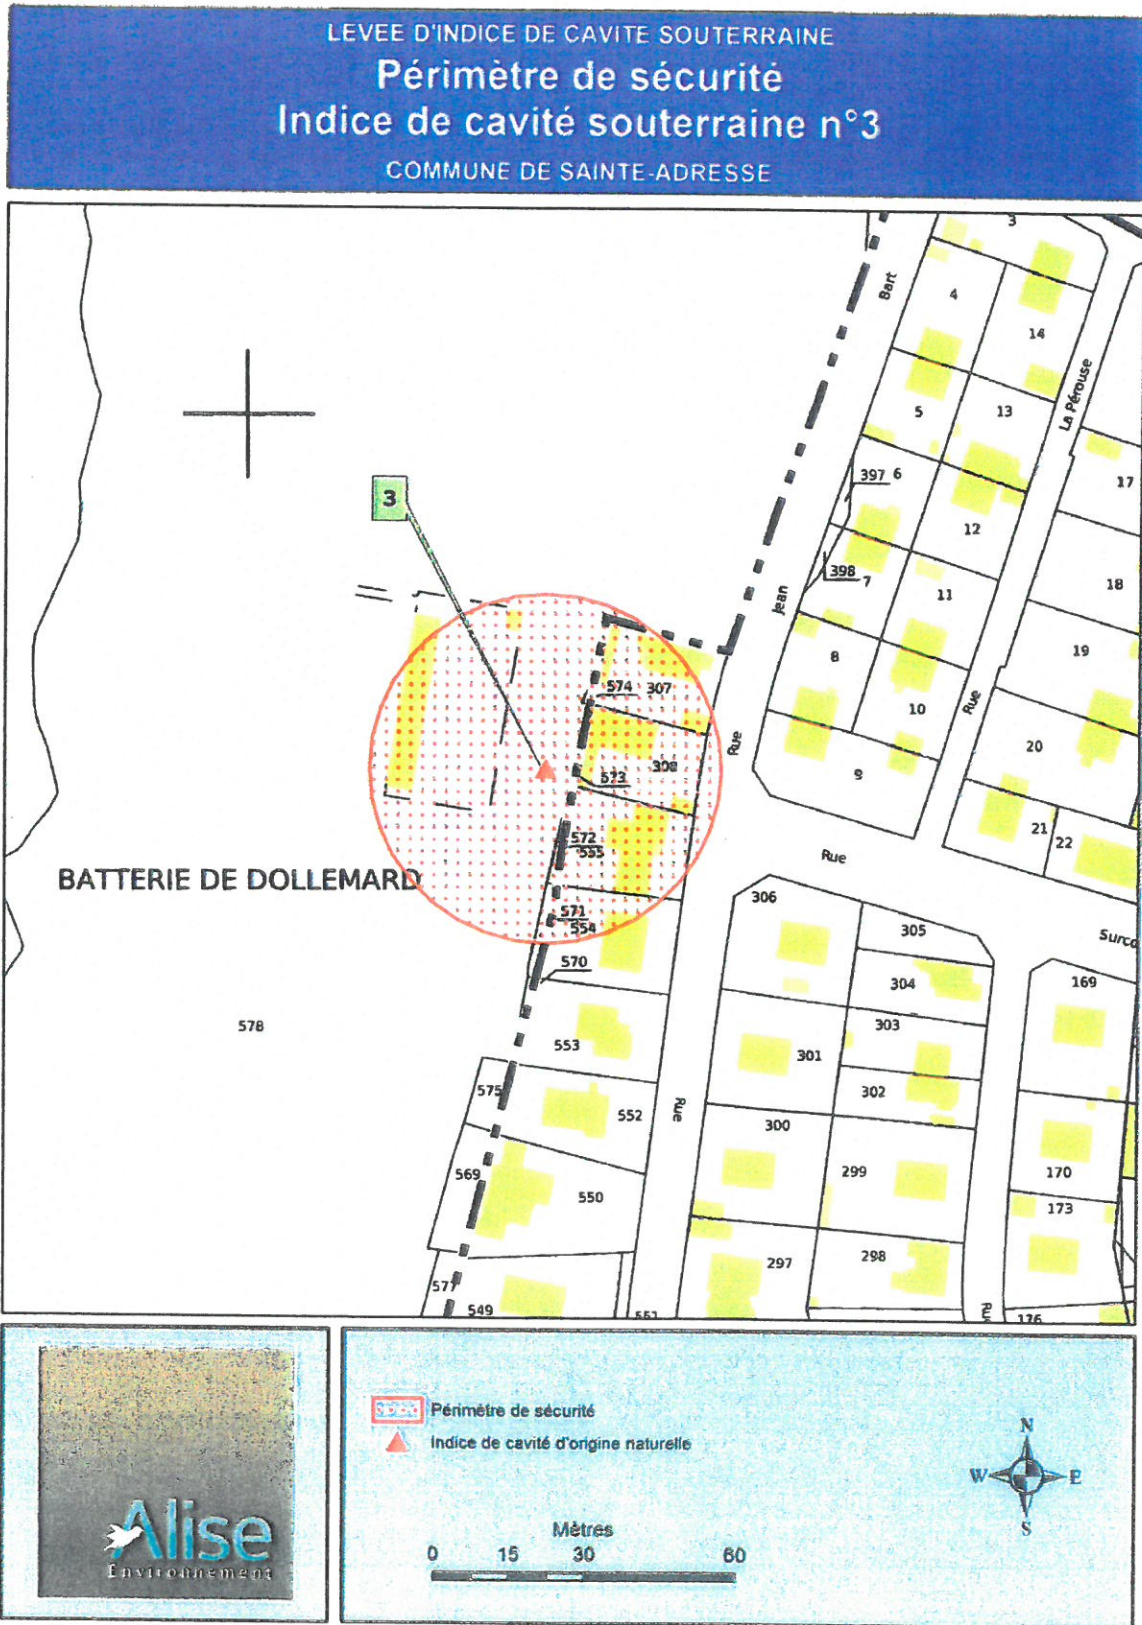 LEVEE D'INDICE DE CAVITE SOUTERRAINE
Périmètre de sécurité
Indice de cavité souterraine n°3
COMMUNE DE SAINTE-ADRESSE
3
Bart
4
14
La Pérouse
5
13
397 6
17
12
3
398 7
Jean
11
18
8
19
574 307
10
Rue
Rue
20
573 308
9
21
22
572
555
Rue
BATTERIE DE DOLLEMARD
306
571
554
305
Surco
570
304
169
578
303
553
301
575
302
552
Rue
300
170
569
299
550
173
297
298
577
549
551
Ru
176
Périmètre de sécurité
Indice de cavité d'origine naturelle
N
W E
S
Mètres
0 15 30 60
Alise
Environnement